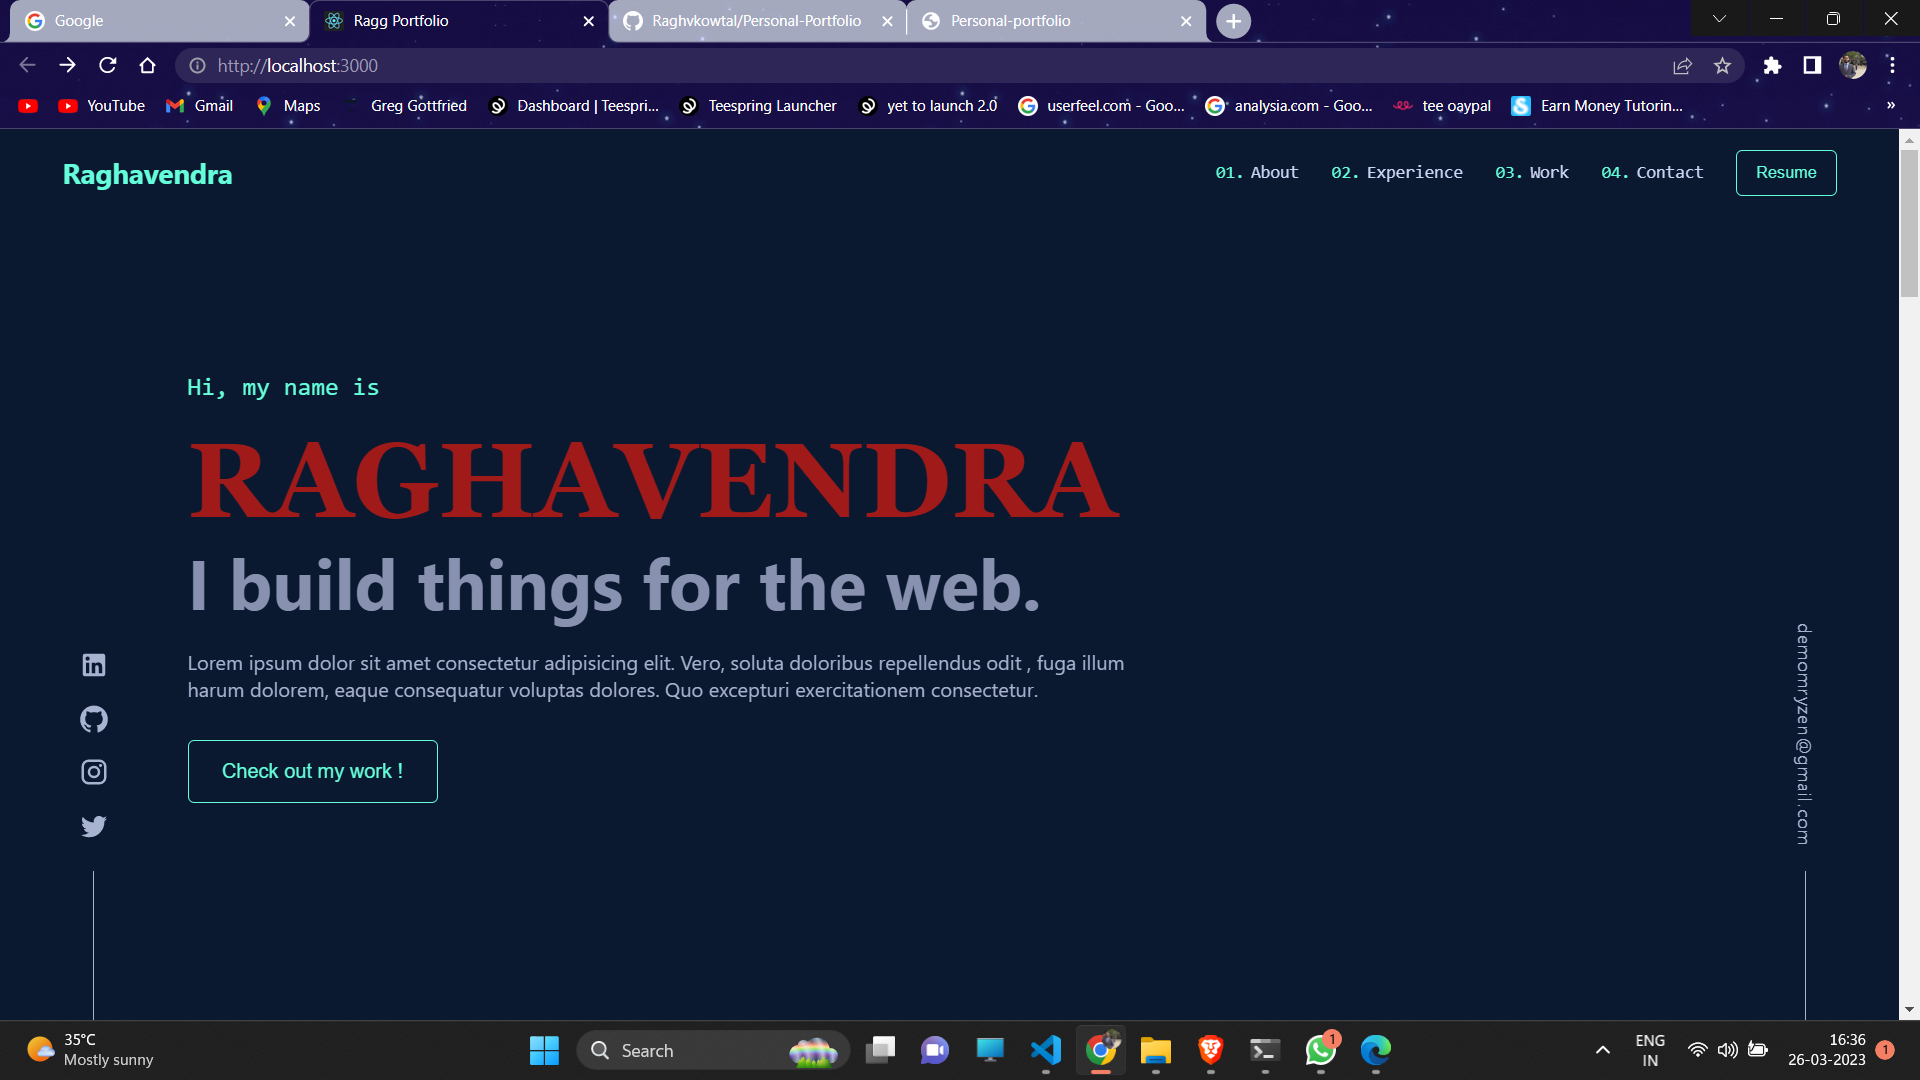 Google
Ragg Portfolio
Raghvkowtal/Personal-Portfolio
Personal-portfolio
http://localhost:3000
YouTube
Gmail
Maps
Greg Gottfried
Dashboard | Teespri...
Teespring Launcher
yet to launch 2.0
userfeel.com - Goo...
analysia.com - Goo...
tee oaypal
Earn Money Tutorin...
»
Raghavendra
01. About
02. Experience
03. Work
04. Contact
Resume
Hi, my name is
RAGHAVENDRA
I build things for the web.
Lorem ipsum dolor sit amet consectetur adipisicing elit. Vero, soluta doloribus repellendus odit , fuga illum
harum dolorem, eaque consequatur voluptas dolores. Quo excepturi exercitationem consectetur.
Check out my work !
demomryzen@gmail.com
35°C
Mostly sunny
Search
1
ENG
IN
16:36
26-03-2023
1